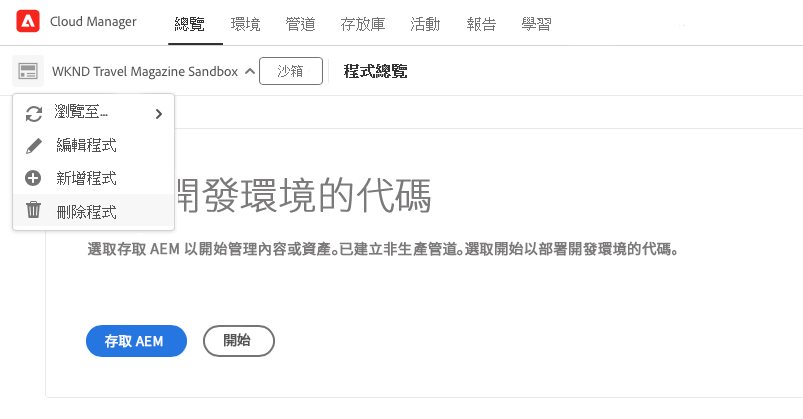 Cloud Manager 總覽 環境 管道 存放庫 活動 報告 學習
WKND Travel Magazine Sandbox 沙箱 程式總覽
瀏覽至...
編輯程式
新增程式
刪除程式
開發環境的代碼
選取存取 AEM 以開始管理內容或資產。已建立非生產管道。選取開始以部署開發環境的代碼。
存取 AEM 開始